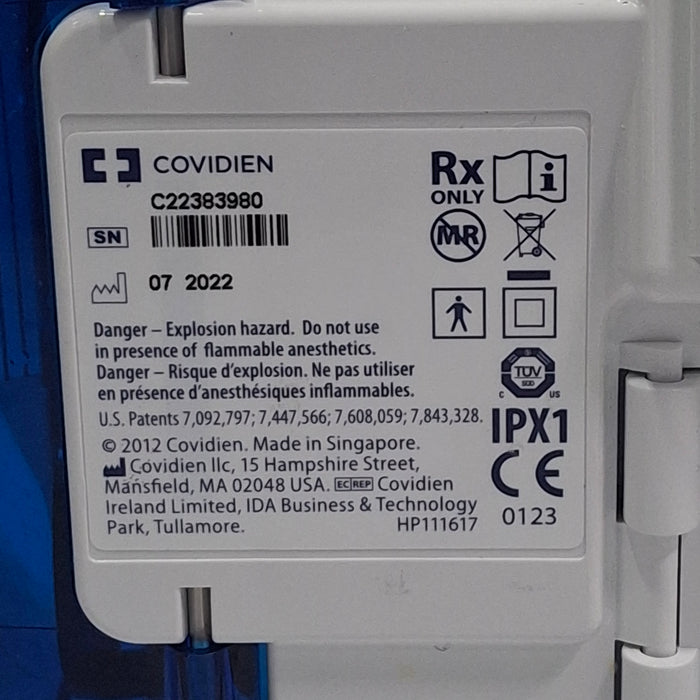 COVIDIEN
C22383980
SN
07 2022
Rx
ONLY
i
MR
Danger – Explosion hazard. Do not use
in presence of flammable anesthetics.
Danger – Risque d'explosion. Ne pas utiliser
en présence d'anesthésiques inflammables.
U.S. Patents 7,092,797; 7,447,566; 7,608,059; 7,843,328.
© 2012 Covidien. Made in Singapore.
Covidien llc, 15 Hampshire Street,
Mansfield, MA 02048 USA. EC REP Covidien
Ireland Limited, IDA Business & Technology
Park, Tullamore.
HP111617
TÜV
SÜD
C US
IPX1
CE
0123